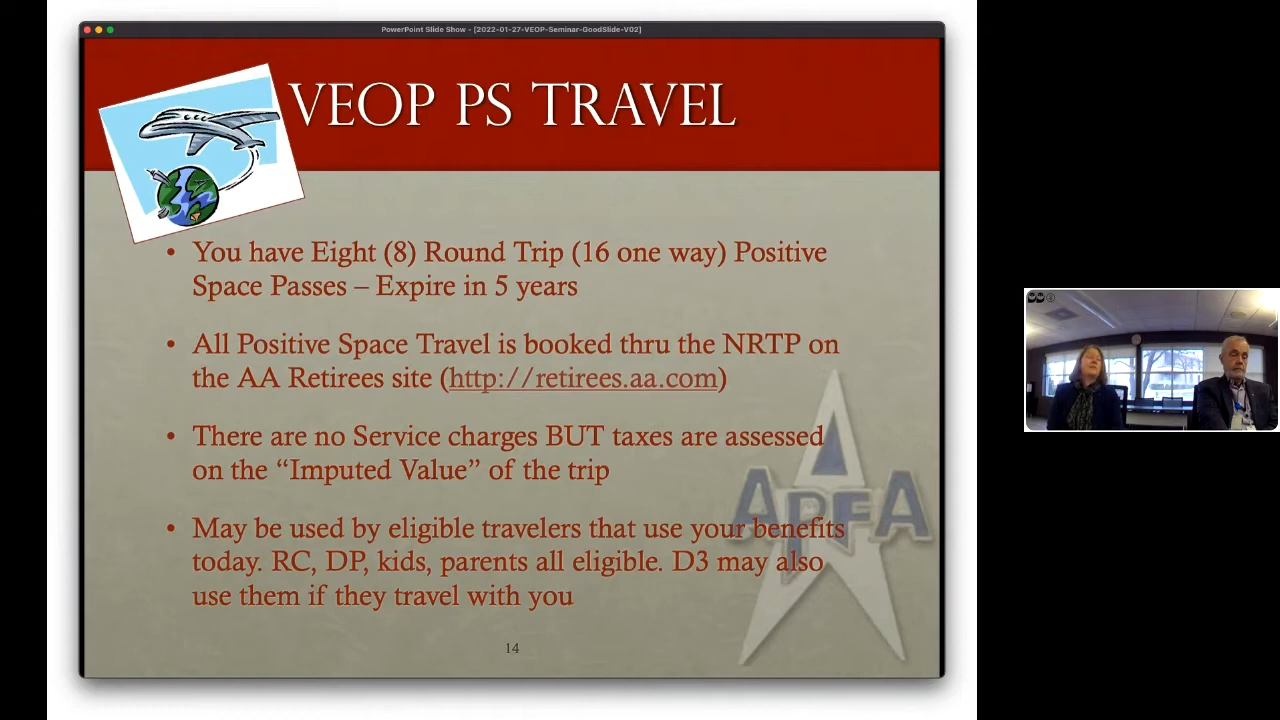 PowerPoint Slide Show - [2022-01-27-VEOP-Seminar-GoodSlide-V02]
VEOP PS TRAVEL
• You have Eight (8) Round Trip (16 one way) Positive
Space Passes – Expire in 5 years
• All Positive Space Travel is booked thru the NRTP on
the AA Retirees site (http://retirees.aa.com)
• There are no Service charges BUT taxes are assessed
on the “Imputed Value” of the trip
• May be used by eligible travelers that use your benefits
today. RC, DP, kids, parents all eligible. D3 may also
use them if they travel with you
APFA
14